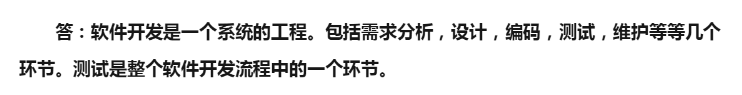 答：软件开发是一个系统的工程。包括需求分析，设计，编码，测试，维护等等几个
环节。测试是整个软件开发流程中的一个环节。